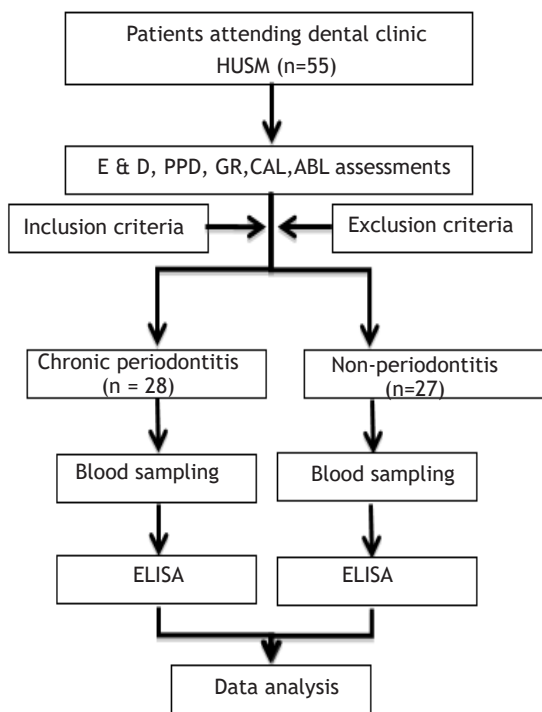 Patients attending dental clinic
HUSM (n=55)
E & D, PPD, GR,CAL,ABL assessments
Inclusion criteria
Exclusion criteria
Chronic periodontitis
(n = 28)
Non-periodontitis
(n=27)
Blood sampling
Blood sampling
ELISA
ELISA
Data analysis